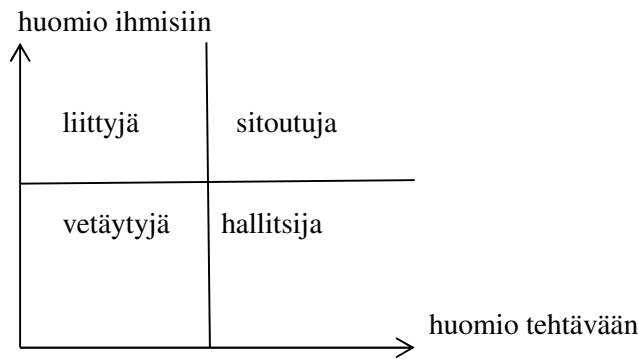 huomio ihmisiin
liittyjä
sitoutuja
vetäytyjä
hallitsija
huomio tehtävään